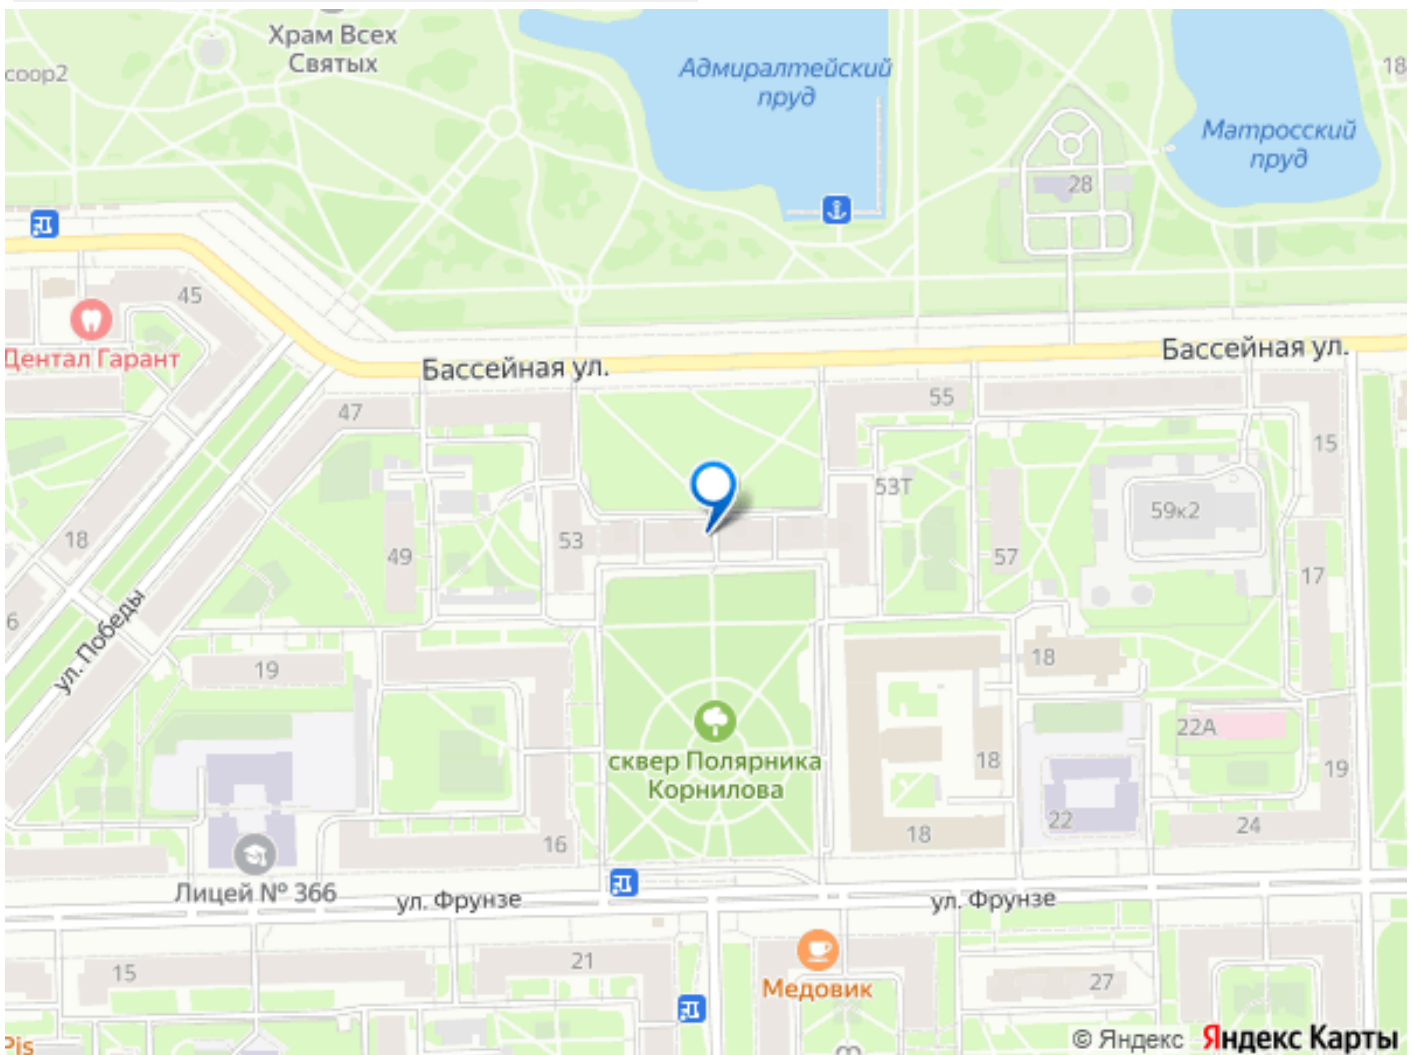 Храм Всех
Святых
соор2
Адмиралтейский
пруд
18
Матросский
пруд
28
45
Дентал Гарант
Бассейная ул.
Бассейная ул.
47
55
15
53Т
59к2
18
53
49
57
17
6
ул. Победы
19
18
22А
сквер Полярника
Корнилова
18
19
22
24
16
18
Лицей № 366
ул. Фрунзе
ул. Фрунзе
15
21
27
Медовик
Pis
© Яндекс Яндекс Карты